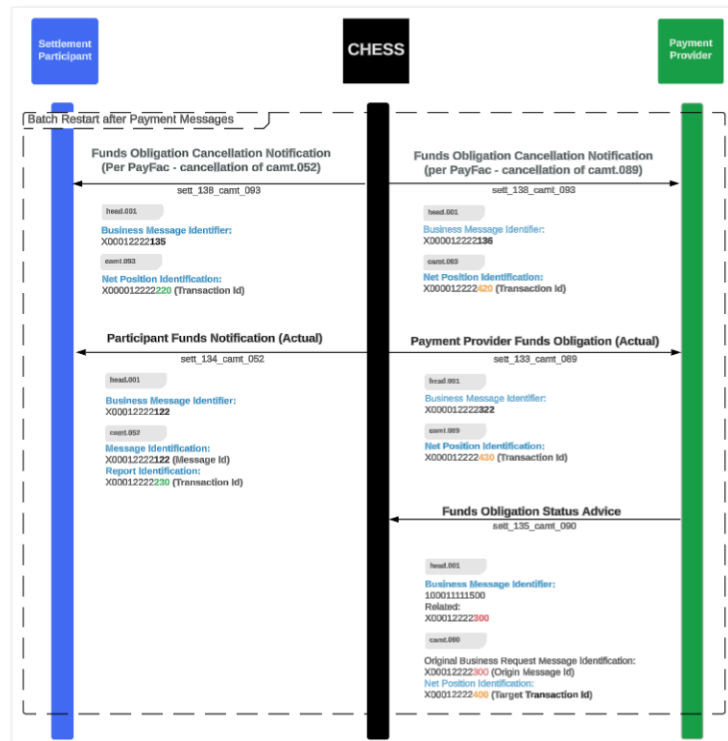 Settlement
Participant
CHESS
Payment
Provider
Batch Restart after Payment Messages
Funds Obligation Cancellation Notification
(Per PayFac - cancellation of camt.052)
sett_138_camt_093
head.001
Business Message Identifier:
X00012222135
camt.093
Net Position Identification:
X000012222220 (Transaction Id)
Funds Obligation Cancellation Notification
(per PayFac - cancellation of camt.089)
sett_138_camt_093
head.001
Business Message Identifier:
X000012222136
camt.093
Net Position Identification:
X000012222420 (Transaction Id)
Participant Funds Notification (Actual)
sett_134_camt_052
head.001
Business Message Identifier:
X00012222122
camt.052
Message Identification:
X00012222122 (Message Id)
Report Identification:
X00012222230 (Transaction Id)
Payment Provider Funds Obligation (Actual)
sett_133_camt_089
head.001
Business Message Identifier:
X000012222322
camt.089
Net Position Identification:
X000012222430 (Transaction Id)
Funds Obligation Status Advice
sett_135_camt_090
head.001
Business Message Identifier:
100011111500
Related:
X00012222300
camt.090
Original Business Request Message Identification:
X00012222300 (Origin Message Id)
Net Position Identification:
X00012222400 (Target Transaction Id)